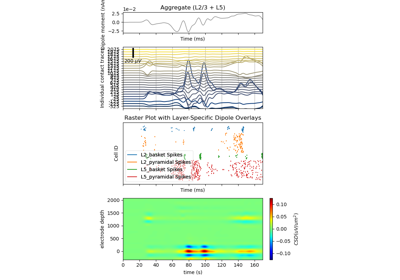 Aggregate (L2/3 + L5)
1e−2
2.5
0.0
−2.5
Dipole moment (nAm)
Time (ms)
Individual contact traces
200 µV
Time (ms)
Raster Plot with Layer-Specific Dipole Overlays
Cell ID
L2_basket Spikes
L2_pyramidal Spikes
L5_basket Spikes
L5_pyramidal Spikes
Time (ms)
electrode depth
2000
1500
1000
500
0
0 20 40 60 80 100 120 140 160
time (s)
0.10
0.05
0.00
−0.05
−0.10